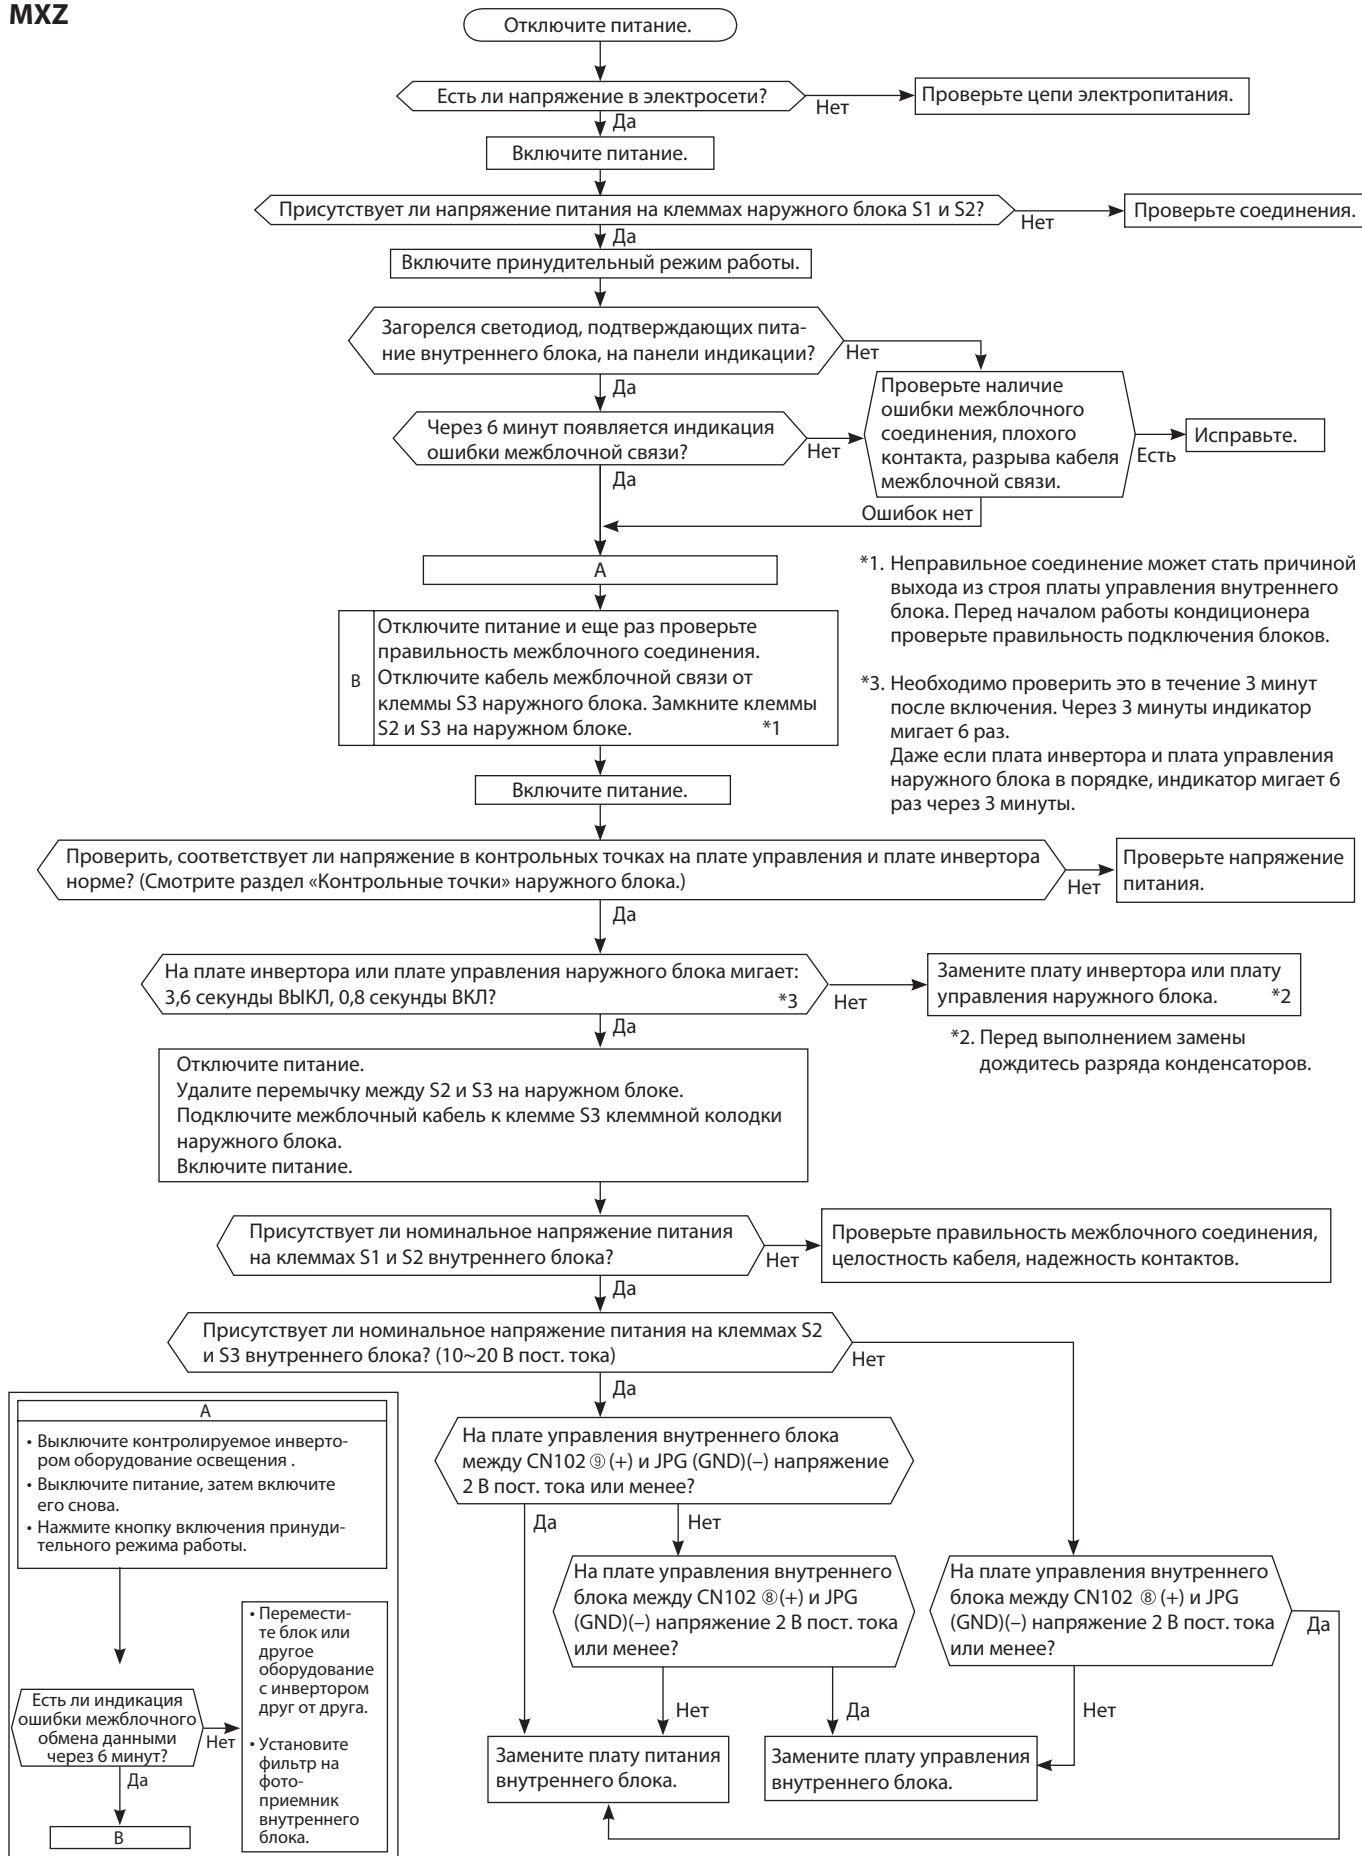 MXZ
Отключите питание.
Есть ли напряжение в электросети?
Нет
Проверьте цепи электропитания.
Да
Включите питание.
Присутствует ли напряжение питания на клеммах наружного блока S1 и S2?
Нет
Проверьте соединения.
Да
Включите принудительный режим работы.
Загорелся светодиод, подтверждающих пита-
ние внутреннего блока, на панели индикации?
Нет
Да
Проверьте наличие
ошибки межблочного
соединения, плохого
контакта, разрыва кабеля
межблочной связи.
Через 6 минут появляется индикация
ошибки межблочной связи?
Нет
Есть
Исправьте.
Да
Ошибок нет
A
*1. Неправильное соединение может стать причиной
выхода из строя платы управления внутреннего
блока. Перед началом работы кондиционера
проверьте правильность подключения блоков.
B
Отключите питание и еще раз проверьте
правильность межблочного соединения.
Отключите кабель межблочной связи от
клеммы S3 наружного блока. Замкните клеммы
S2 и S3 на наружном блоке. *1
*3. Необходимо проверить это в течение 3 минут
после включения. Через 3 минуты индикатор
мигает 6 раз.
Даже если плата инвертора и плата управления
наружного блока в порядке, индикатор мигает 6
раз через 3 минуты.
Включите питание.
Проверить, соответствует ли напряжение в контрольных точках на плате управления и плате инвертора
норме? (Смотрите раздел «Контрольные точки» наружного блока.)
Нет
Проверьте напряжение
питания.
Да
На плате инвертора или плате управления наружного блока мигает:
3,6 секунды ВЫКЛ, 0,8 секунды ВКЛ? *3
Нет
Замените плату инвертора или плату
управления наружного блока. *2
Да
*2. Перед выполнением замены
дождитесь разряда конденсаторов.
Отключите питание.
Удалите перемычку между S2 и S3 на наружном блоке.
Подключите межблочный кабель к клемме S3 клеммной колодки
наружного блока.
Включите питание.
Присутствует ли номинальное напряжение питания
на клеммах S1 и S2 внутреннего блока?
Нет
Проверьте правильность межблочного соединения,
целостность кабеля, надежность контактов.
Да
Присутствует ли номинальное напряжение питания на клеммах S2
и S3 внутреннего блока? (10~20 В пост. тока)
Нет
Да
На плате управления внутреннего блока
между CN102 ⑨ (+) и JPG (GND)(–) напряжение
2 В пост. тока или менее?
Да
Нет
На плате управления внутреннего
блока между CN102 ⑧(+) и JPG
(GND)(–) напряжение 2 В пост. тока
или менее?
На плате управления внутреннего
блока между CN102 ⑧ (+) и JPG
(GND)(–) напряжение 2 В пост. тока
или менее?
Да
Нет
Да
Нет
Замените плату питания
внутреннего блока.
Замените плату управления
внутреннего блока.
A
• Выключите контролируемое инверто-
ром оборудование освещения .
• Выключите питание, затем включите
его снова.
• Нажмите кнопку включения принуди-
тельного режима работы.
Есть ли индикация
ошибки межблочного
обмена данными
через 6 минут?
Нет
• Перемести-
те блок или
другое
оборудование
с инвертором
друг от друга.
• Установите
фильтр на
фото-
приемник
внутреннего
блока.
Да
B